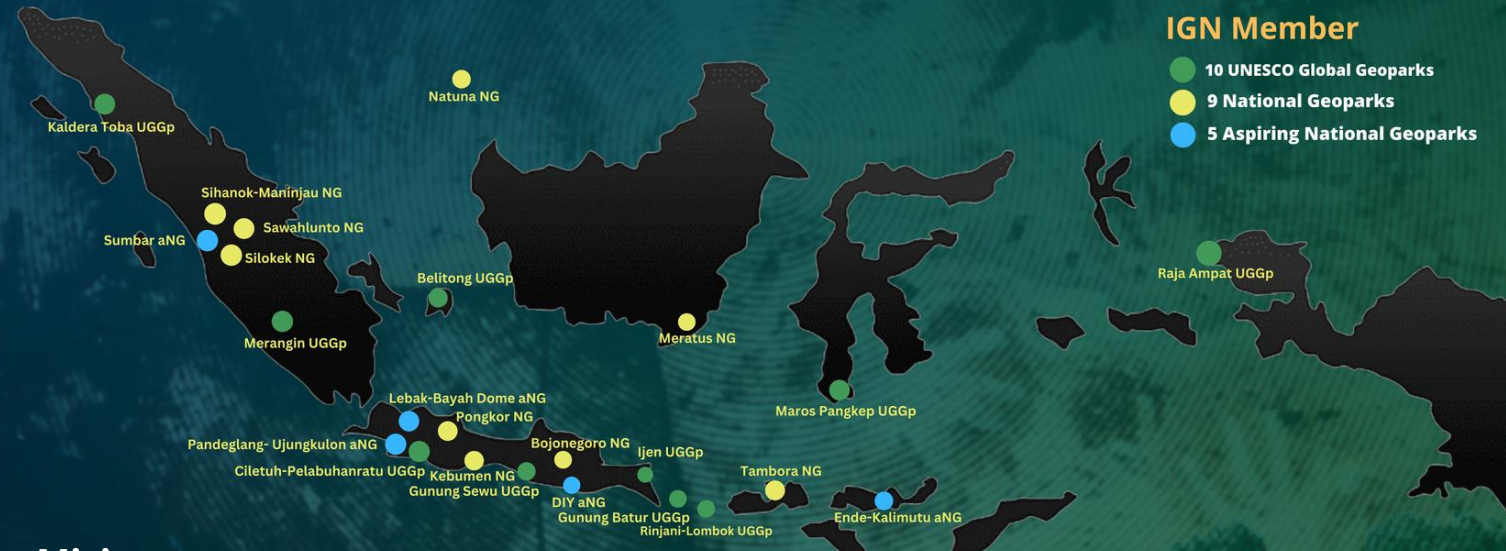 IGN Member
10 UNESCO Global Geoparks
9 National Geoparks
5 Aspiring National Geoparks
Natuna NG
Kaldera Toba UGGp
Sihanok-Maninjau NG
Sawahlunto NG
Sumbar aNG
Silokek NG
Raja Ampat UGGp
Belitong UGGp
Merangin UGGp
Meratus NG
Lebak-Bayah Dome aNG
Maros Pangkep UGGp
Pongkor NG
Pandeglang- Ujungkulon aNG
Bojonegoro NG
Ijen UGGp
Ciletuh-Pelabuhanratu UGGp
Kebumen NG
Tambora NG
Gunung Sewu UGGp
DIY aNG
Gunung Batur UGGp
Ende-Kalimutu aNG
Rinjani-Lombok UGGp